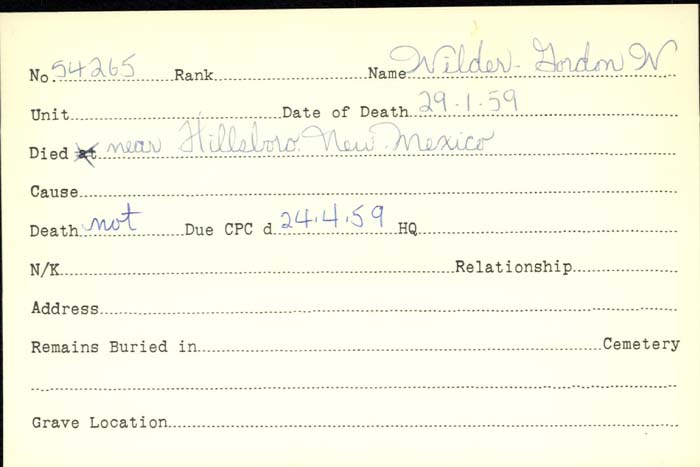 No. 54265 Rank Name Wilder - Gordon W
Unit Date of Death 29.1.59
Died at near Hillsboro. New Mexico
Cause
Death not Due CPC d 24.4.59 HQ
N/K Relationship
Address
Remains Buried in Cemetery
Grave Location